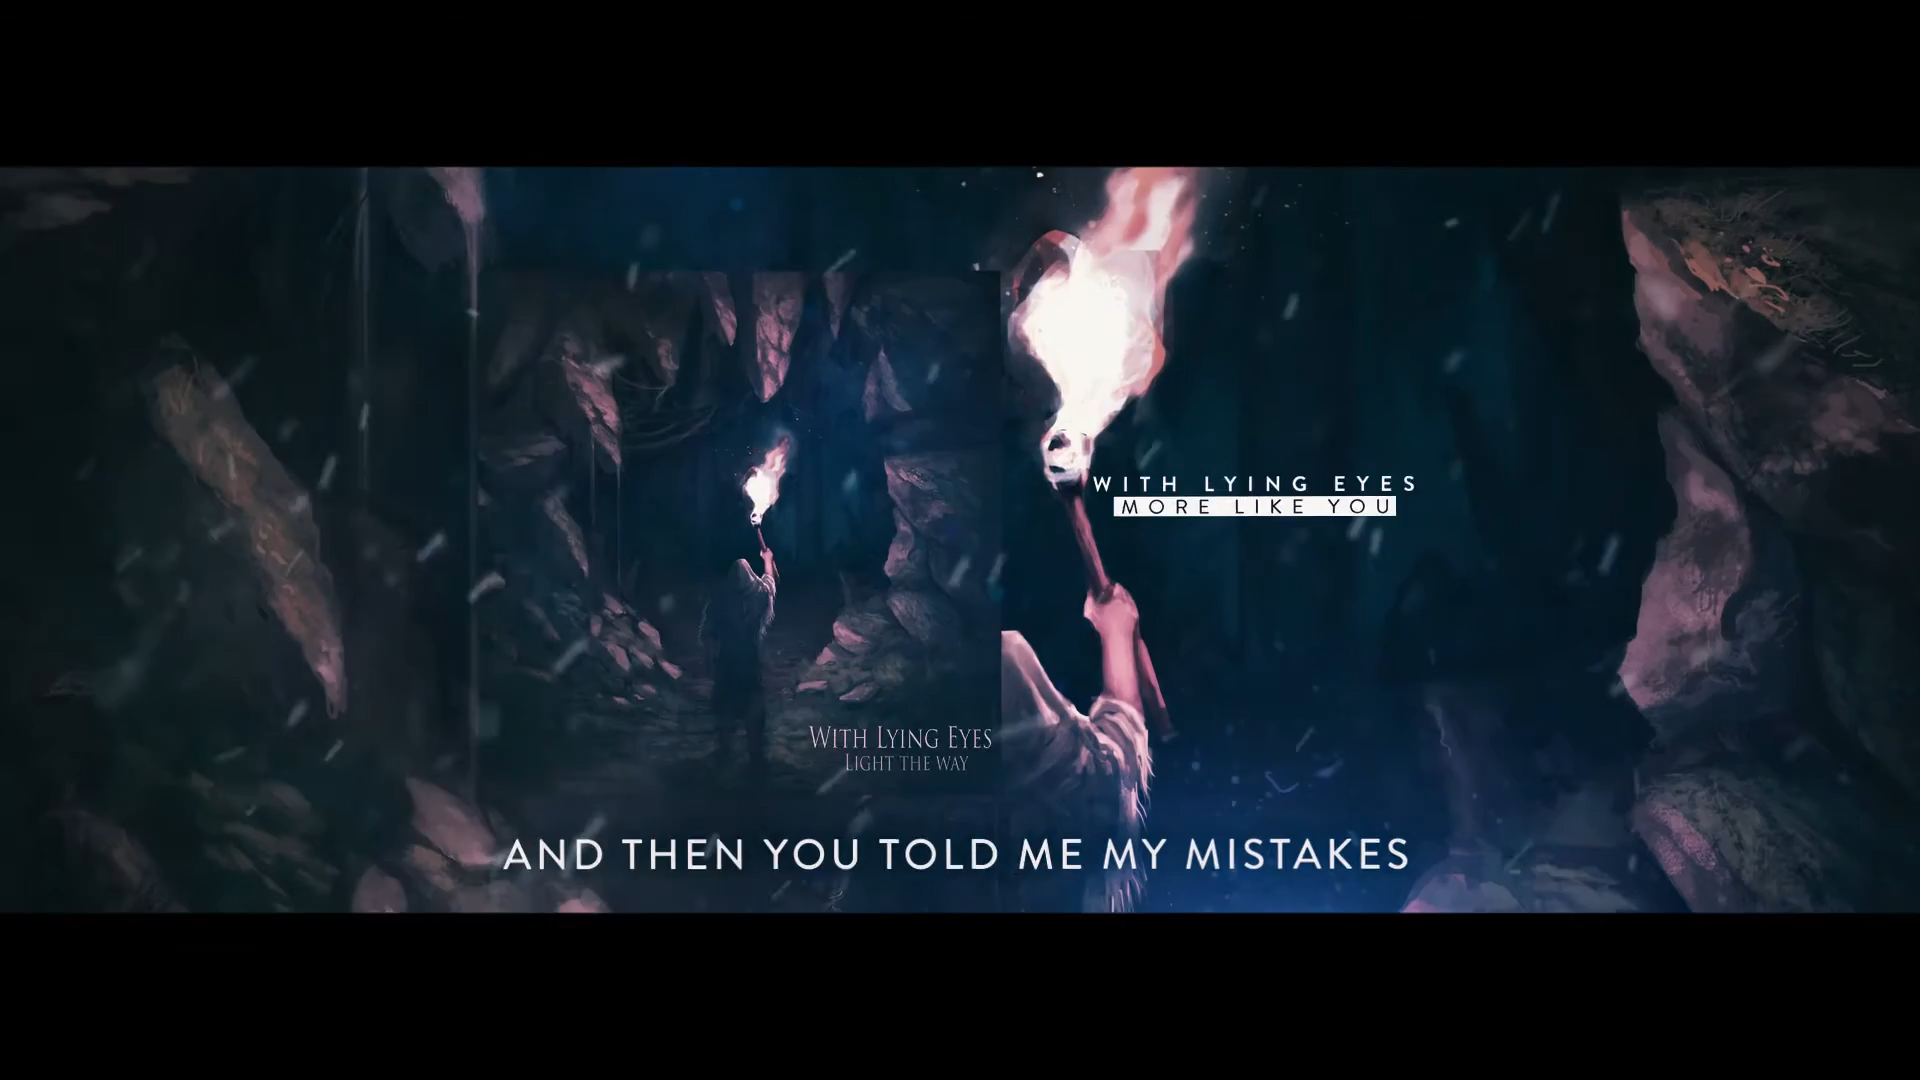 WITH LYING EYES
MORE LIKE YOU
WITH LYING EYES
LIGHT THE WAY
AND THEN YOU TOLD ME MY MISTAKES